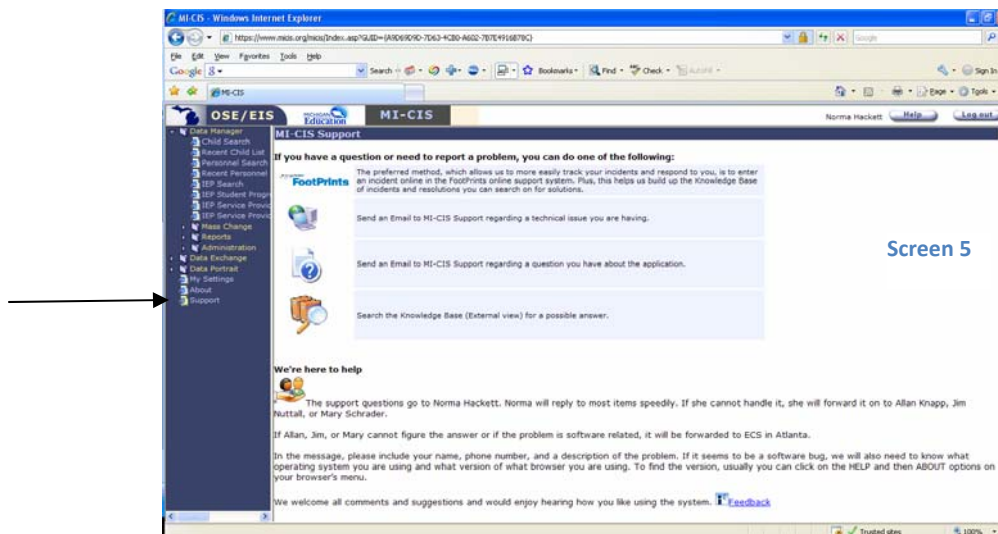 MI-CIS - Windows Internet Explorer
https://www.micis.org/micis/Index.asp?GUID={A9D69D9D-7D63-4CB0-A602-7B7E4916B78C}
Google
File Edit View Favorites Tools Help
Google Search Bookmarks Find Check AutoFill Sign In
MI-CIS Page Tools
OSE/EIS MICHIGAN Education MI-CIS Norma Hackett Help Log out
Data Manager
Child Search
Recent Child List
Personnel Search
Recent Personnel
IEP Search
IEP Student Progr
IEP Service Provid
IEP Service Provid
Mass Change
Reports
Administration
Data Exchange
Data Portrait
My Settings
About
Support
MI-CIS Support
If you have a question or need to report a problem, you can do one of the following:
FootPrints
The preferred method, which allows us to more easily track your incidents and respond to you, is to enter
an incident online in the FootPrints online support system. Plus, this helps us build up the Knowledge Base
of incidents and resolutions you can search on for solutions.
Send an Email to MI-CIS Support regarding a technical issue you are having.
Send an Email to MI-CIS Support regarding a question you have about the application.
Search the Knowledge Base (External view) for a possible answer.
Screen 5
We're here to help
The support questions go to Norma Hackett. Norma will reply to most items speedily. If she cannot handle it, she will forward it on to Allan Knapp, Jim
Nuttall, or Mary Schrader.
If Allan, Jim, or Mary cannot figure the answer or if the problem is software related, it will be forwarded to ECS in Atlanta.
In the message, please include your name, phone number, and a description of the problem. If it seems to be a software bug, we will also need to know what
operating system you are using and what version of what browser you are using. To find the version, usually you can click on the HELP and then ABOUT options on
your browser's menu.
We welcome all comments and suggestions and would enjoy hearing how you like using the system. Feedback
Trusted sites 100%